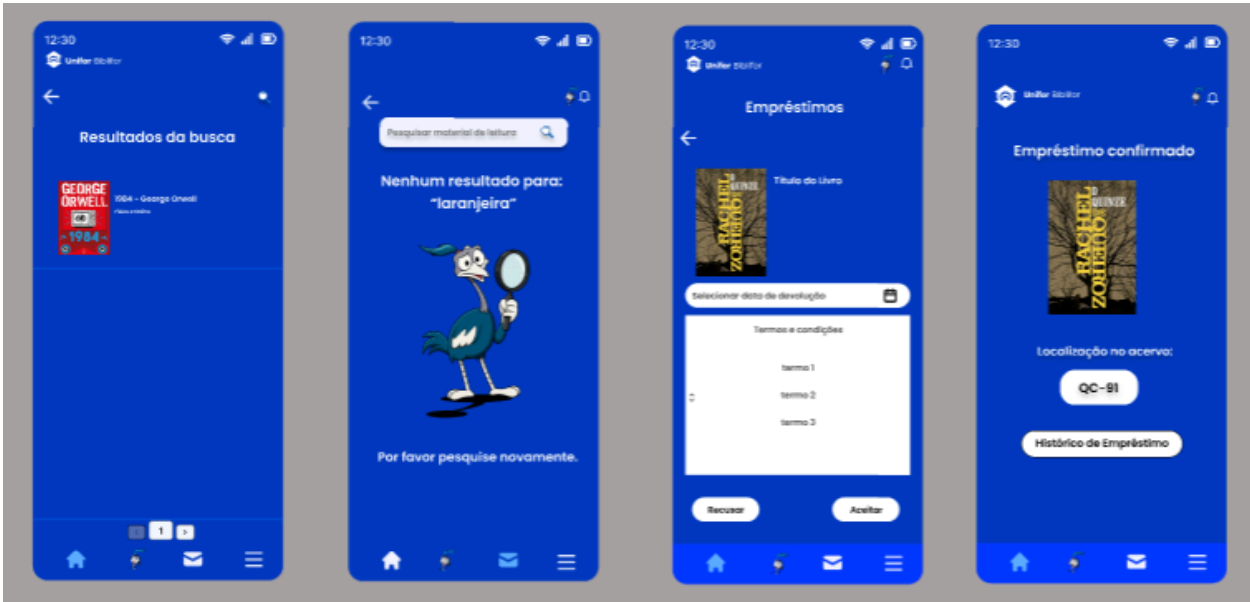 12:30
Unifor Biblifor
Resultados da busca
GEORGE
ORWELL
1984 - George Orwell
1984
1
12:30
Pesquisar material de leitura
Nenhum resultado para:
"laranjeira"
Por favor pesquise novamente.
12:30
Unifor Biblifor
Empréstimos
O
QUINZE
RACHEL
Título do Livro
Selecionar data de devolução
Termos e condições
termo 1
termo 2
termo 3
Recusar
Aceitar
12:30
Unifor Biblifor
Empréstimo confirmado
O
QUINZE
RACHEL
Localização no acervo:
QC-91
Histórico de Empréstimo